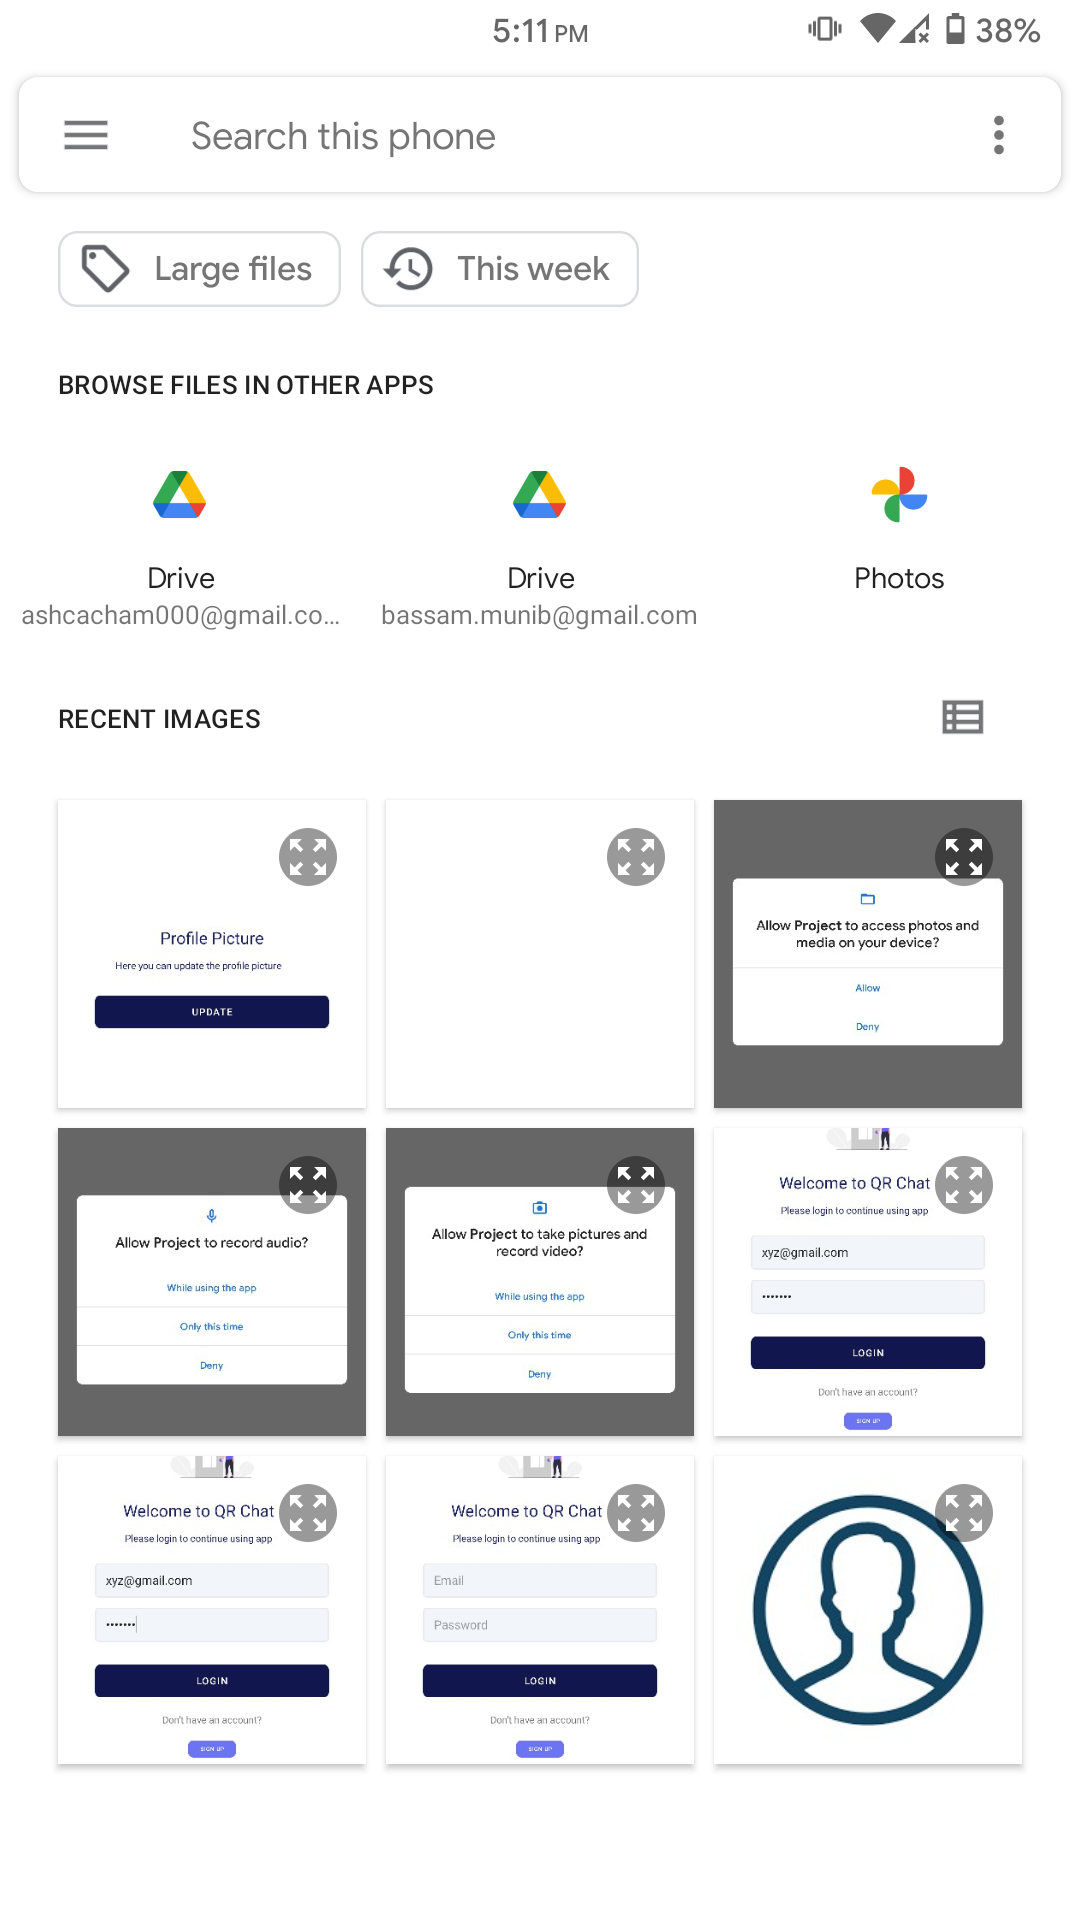 5:11 PM
38%
Search this phone
Large files
This week
BROWSE FILES IN OTHER APPS
Drive
ashcacham000@gmail.co...
Drive
bassam.munib@gmail.com
Photos
RECENT IMAGES
Profile Picture
Here you can update the profile picture
UPDATE
Allow Project to access photos and
media on your device?
Allow
Deny
Allow Project to record audio?
While using the app
Only this time
Deny
Allow Project to take pictures and
record video?
While using the app
Only this time
Deny
Welcome to QR Chat
Please login to continue using app
xyz@gmail.com
•••••••
LOGIN
Don't have an account?
SIGN UP
Welcome to QR Chat
Please login to continue using app
xyz@gmail.com
•••••••
LOGIN
Don't have an account?
SIGN UP
Welcome to QR Chat
Please login to continue using app
Email
Password
LOGIN
Don't have an account?
SIGN UP